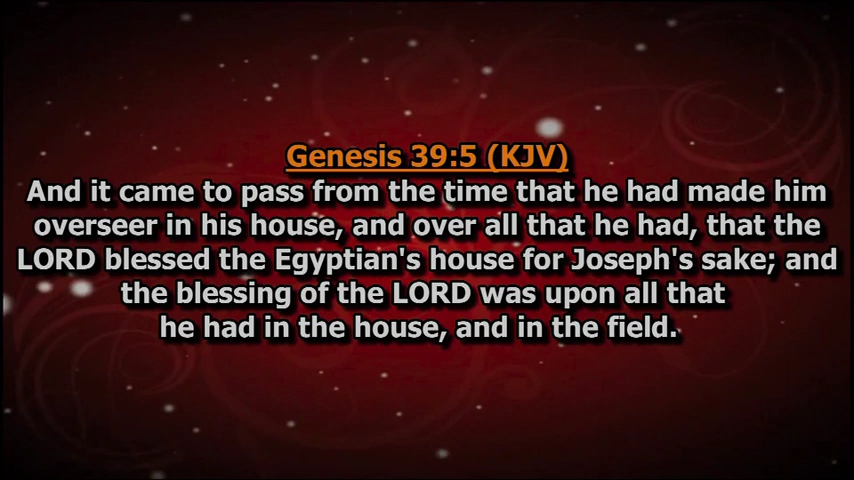 Genesis 39:5 (KJV)
And it came to pass from the time that he had made him
overseer in his house, and over all that he had, that the
LORD blessed the Egyptian's house for Joseph's sake; and
the blessing of the LORD was upon all that
he had in the house, and in the field.